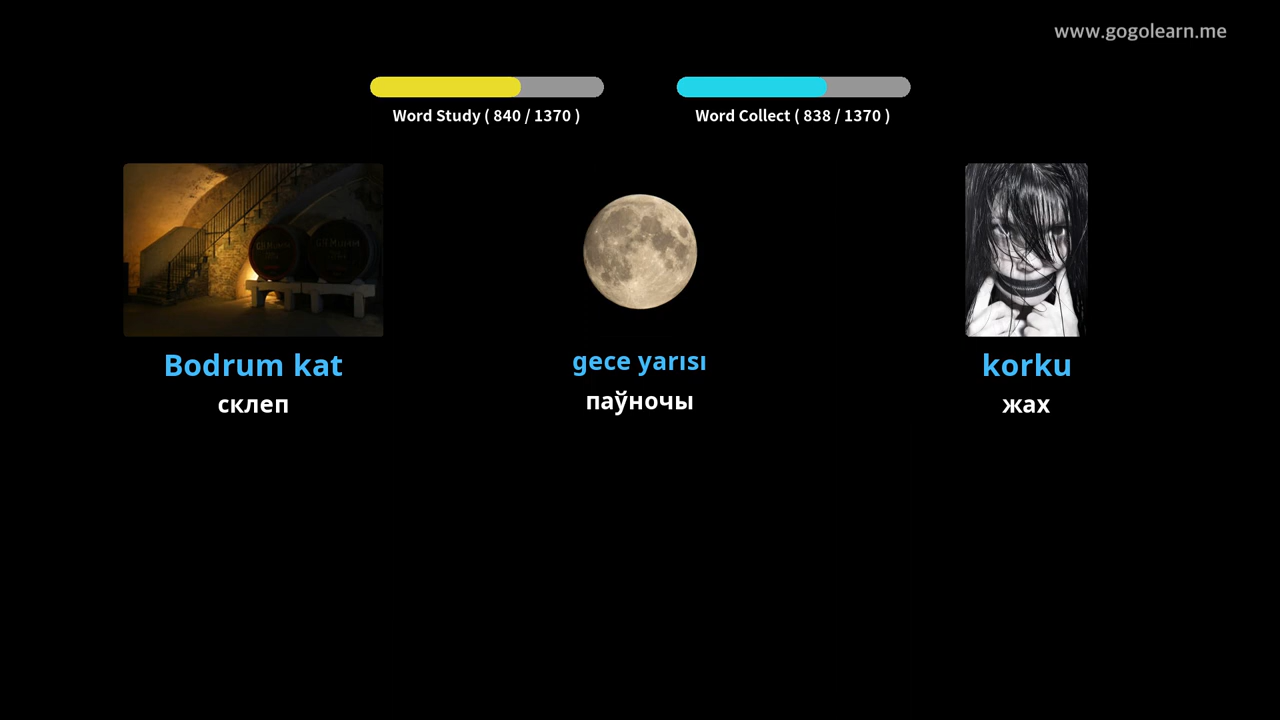 www.gogolearn.me
Word Study ( 840 / 1370 )
Word Collect ( 838 / 1370 )
Bodrum kat
склеп
gece yarısı
паўночы
korku
жах